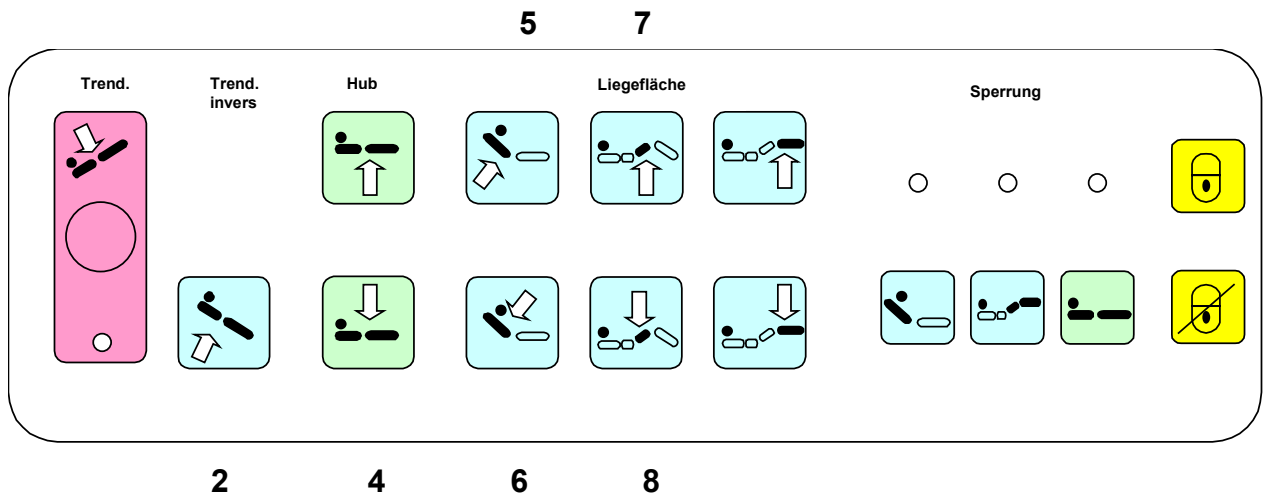 5 7
Trend.
Trend.
invers
Hub
Liegefläche
Sperrung
2 4 6 8